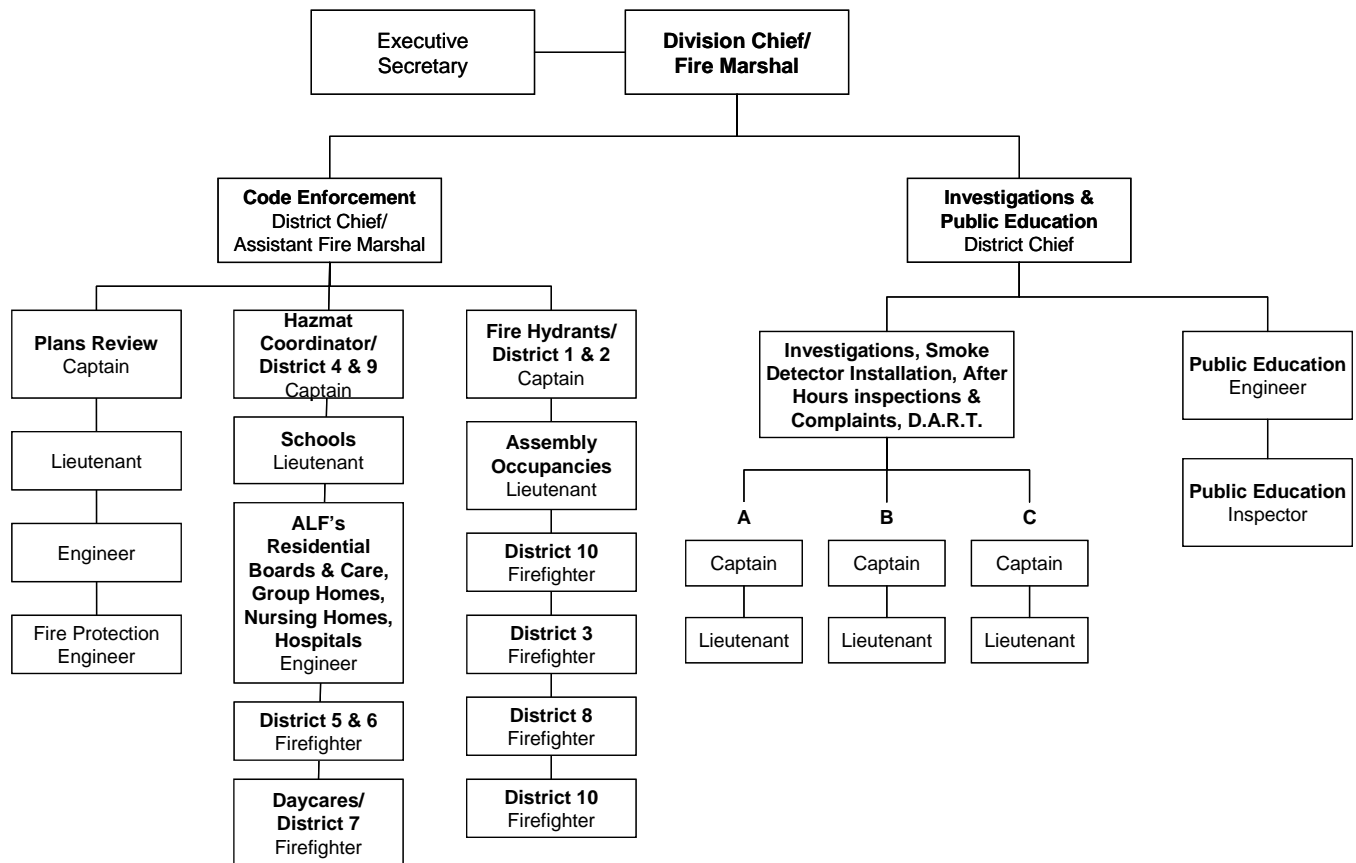 Executive
Secretary
Division Chief/
Fire Marshal
Code Enforcement
District Chief/
Assistant Fire Marshal
Investigations &
Public Education
District Chief
Plans Review
Captain
Lieutenant
Engineer
Fire Protection
Engineer
Hazmat
Coordinator/
District 4 & 9
Captain
Schools
Lieutenant
ALF’s
Residential
Boards & Care,
Group Homes,
Nursing Homes,
Hospitals
Engineer
District 5 & 6
Firefighter
Daycares/
District 7
Firefighter
Fire Hydrants/
District 1 & 2
Captain
Assembly
Occupancies
Lieutenant
District 10
Firefighter
District 3
Firefighter
District 8
Firefighter
District 10
Firefighter
Investigations, Smoke
Detector Installation, After
Hours inspections &
Complaints, D.A.R.T.
A
Captain
Lieutenant
B
Captain
Lieutenant
C
Captain
Lieutenant
Public Education
Engineer
Public Education
Inspector